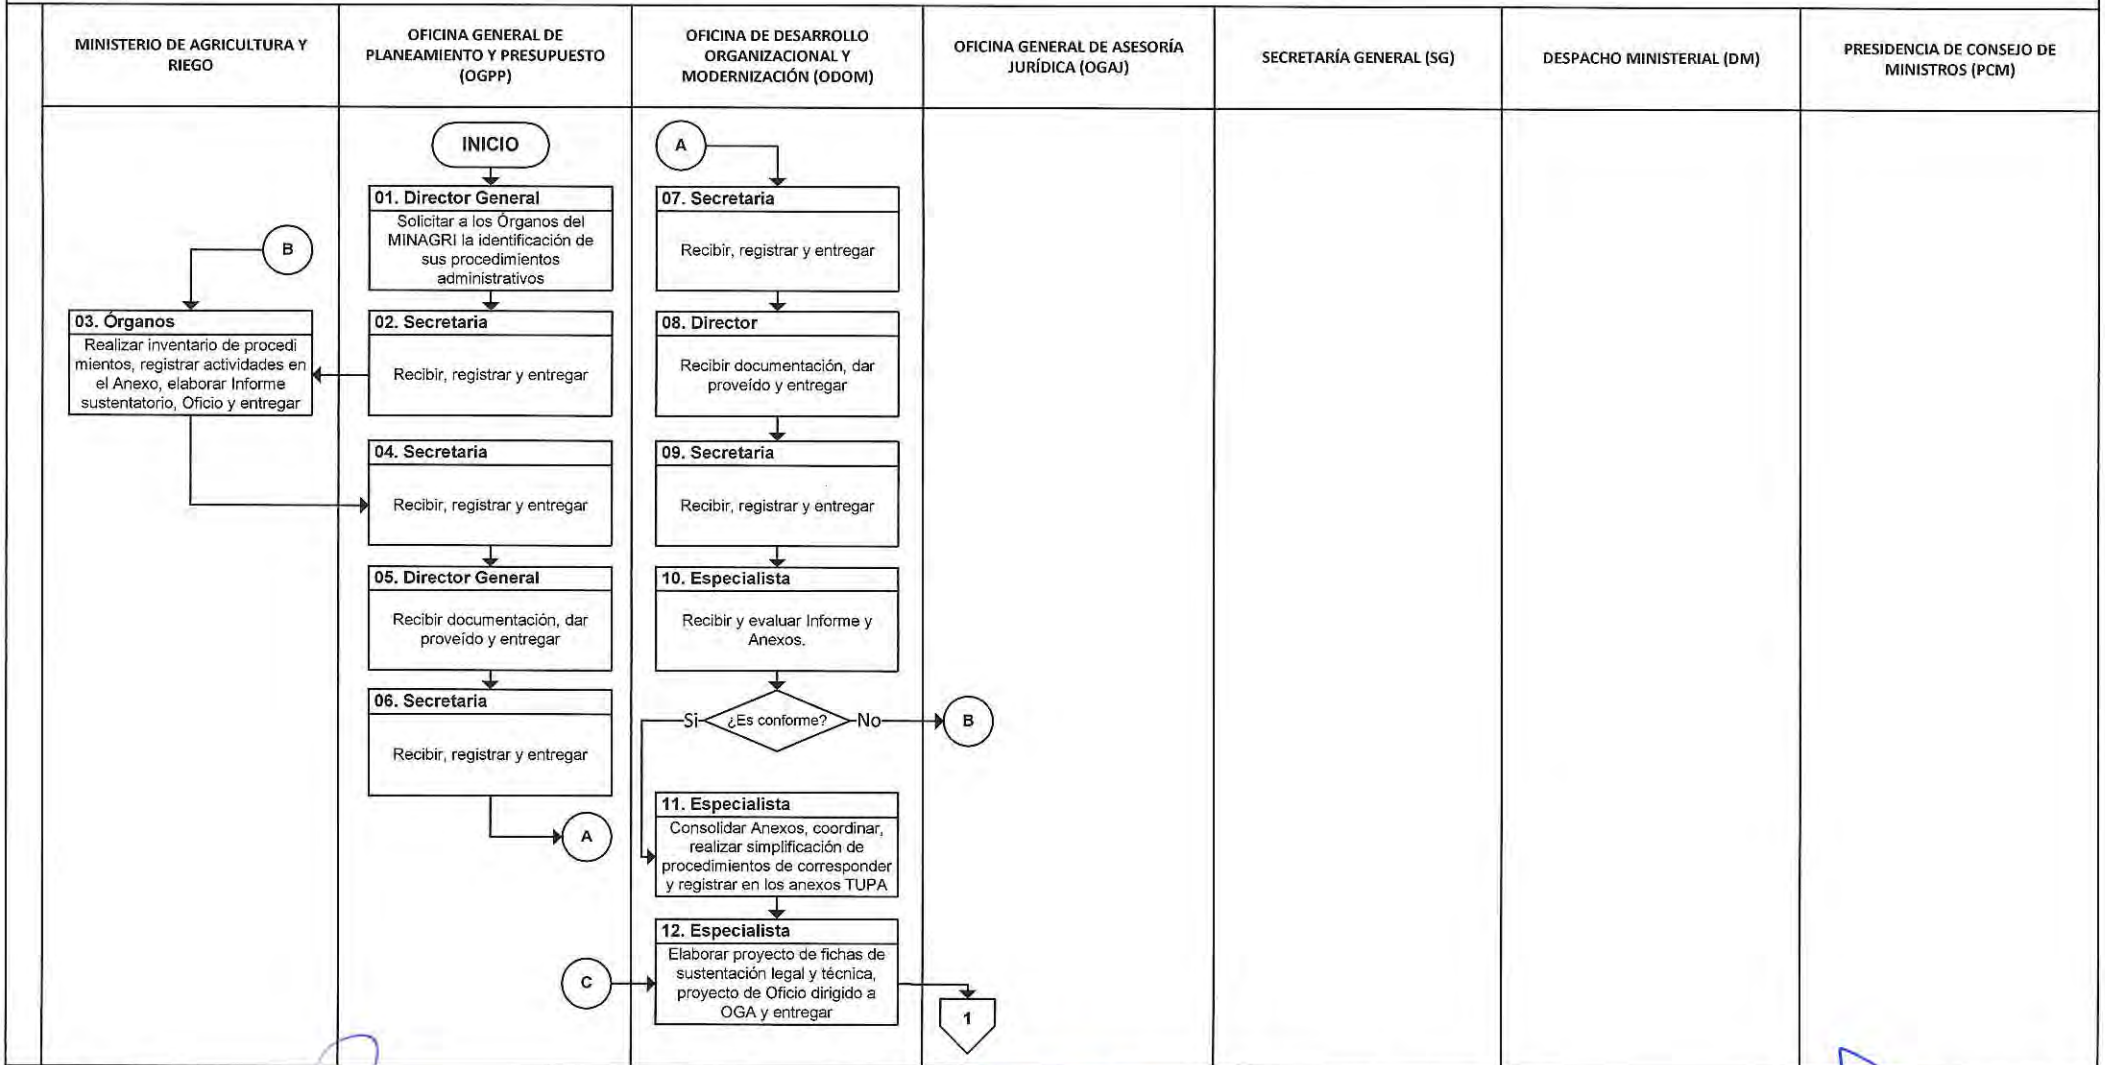 MINISTERIO DE AGRICULTURA Y
RIEGO
OFICINA GENERAL DE
PLANEAMIENTO Y PRESUPUESTO
(OGPP)
OFICINA DE DESARROLLO
ORGANIZACIONAL Y
MODERNIZACIÓN (ODOM)
OFICINA GENERAL DE ASESORÍA
JURÍDICA (OGAJ)
SECRETARÍA GENERAL (SG)
DESPACHO MINISTERIAL (DM)
PRESIDENCIA DE CONSEJO DE
MINISTROS (PCM)
B
03. Órganos
Realizar inventario de procedi
mientos, registrar actividades en
el Anexo, elaborar Informe
sustentatorio, Oficio y entregar
INICIO
01. Director General
Solicitar a los Órganos del
MINAGRI la identificación de
sus procedimientos
administrativos
02. Secretaria
Recibir, registrar y entregar
04. Secretaria
Recibir, registrar y entregar
05. Director General
Recibir documentación, dar
proveído y entregar
06. Secretaria
Recibir, registrar y entregar
A
A
07. Secretaria
Recibir, registrar y entregar
08. Director
Recibir documentación, dar
proveído y entregar
09. Secretaria
Recibir, registrar y entregar
10. Especialista
Recibir y evaluar Informe y
Anexos.
Si ¿Es conforme? No
B
11. Especialista
Consolidar Anexos, coordinar,
realizar simplificación de
procedimientos de corresponder
y registrar en los anexos TUPA
C
12. Especialista
Elaborar proyecto de fichas de
sustentación legal y técnica,
proyecto de Oficio dirigido a
OGA y entregar
1